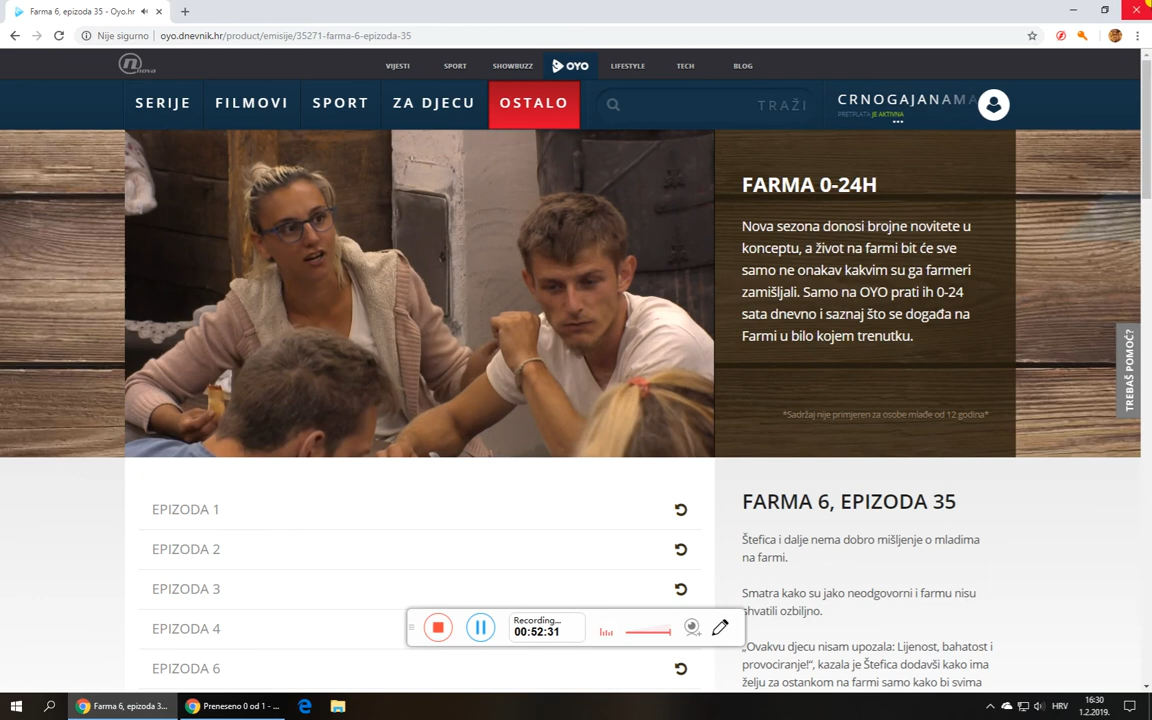 Farma 6, epizoda 35 - Oyo.hr
Nije sigurno
oyo.dnevnik.hr/product/emisije/35271-farma-6-epizoda-35
nova
VIJESTI
SPORT
SHOWBUZZ
OYO
LIFESTYLE
TECH
BLOG
SERIJE
FILMOVI
SPORT
ZA DJECU
OSTALO
TRAŽI
CRNOGAJANAMA
PRETPLATA JE AKTIVNA
FARMA 0-24H
Nova sezona donosi brojne novitete u
konceptu, a život na farmi bit će sve
samo ne onakav kakvim su ga farmeri
zamišljali. Samo na OYO prati ih 0-24
sata dnevno i saznaj što se događa na
Farmi u bilo kojem trenutku.
*Sadržaj nije primjeren za osobe mlađe od 12 godina*
TREBAŠ POMOĆ?
EPIZODA 1
EPIZODA 2
EPIZODA 3
EPIZODA 4
EPIZODA 6
FARMA 6, EPIZODA 35
Štefica i dalje nema dobro mišljenje o mladima
na farmi.
Smatra kako su jako neodgovorni i farmu nisu
shvatili ozbiljno.
„Ovakvu djecu nisam upozala: Lijenost, bahatost i
provociranje!“, kazala je Štefica dodavši kako ima
želju za ostankom na farmi samo kako bi svima
Recording...
00:52:31
Farma 6, epizoda 3...
Preneseno 0 od 1 - ...
HRV
16:30
1.2.2019.